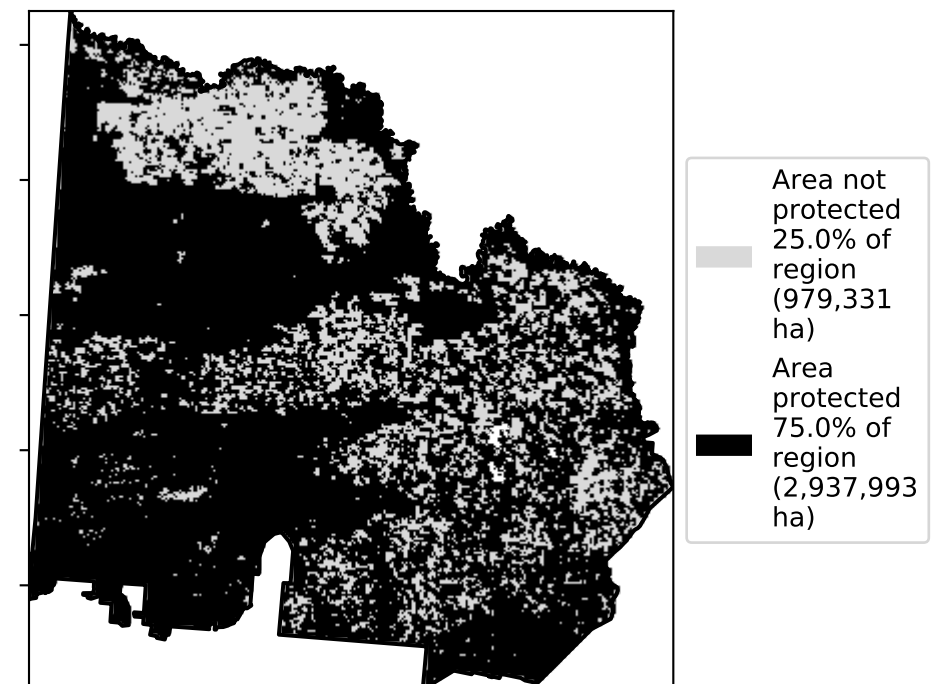 Area not
protected
25.0% of
region
(979,331
ha)
Area
protected
75.0% of
region
(2,937,993
ha)